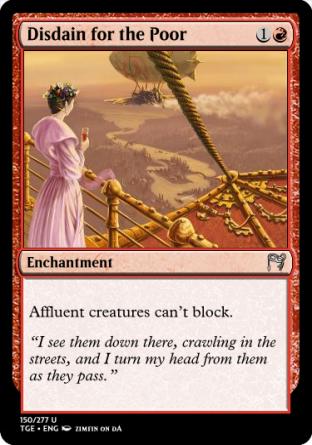 Disdain for the Poor 1
Enchantment
Affluent creatures can't block.
"I see them down there, crawling in the
streets, and I turn my head from them
as they pass."
150/277 U
TGE • ENG ZIMFIN ON DA